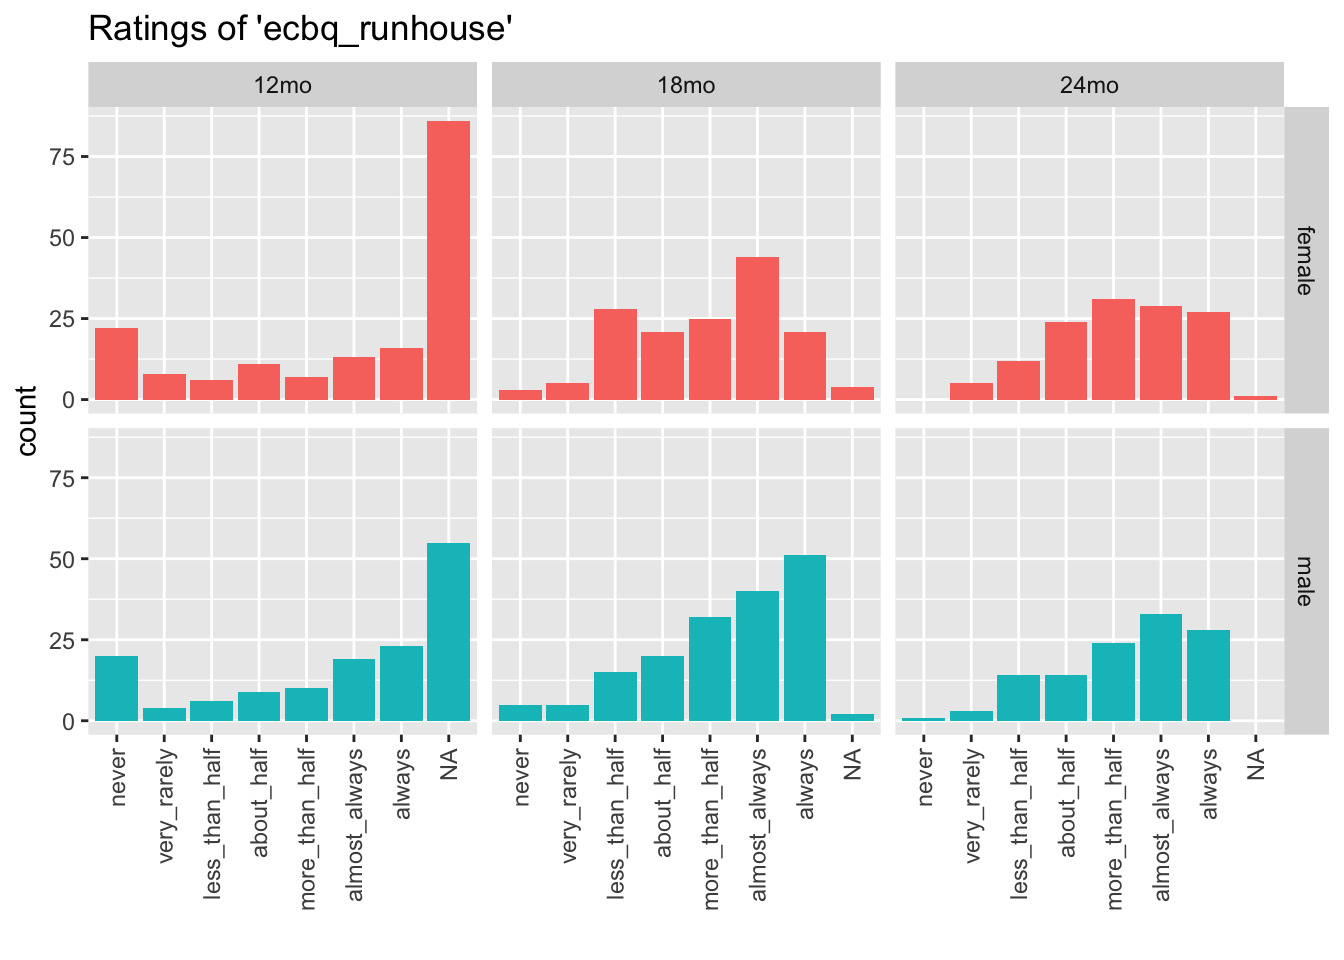 Ratings of 'ecbq_runhouse'
12mo 18mo 24mo
75
50
25
0
female
count
75
50
25
0
male
never very_rarely less_than_half about_half more_than_half almost_always always NA
never very_rarely less_than_half about_half more_than_half almost_always always NA
never very_rarely less_than_half about_half more_than_half almost_always always NA